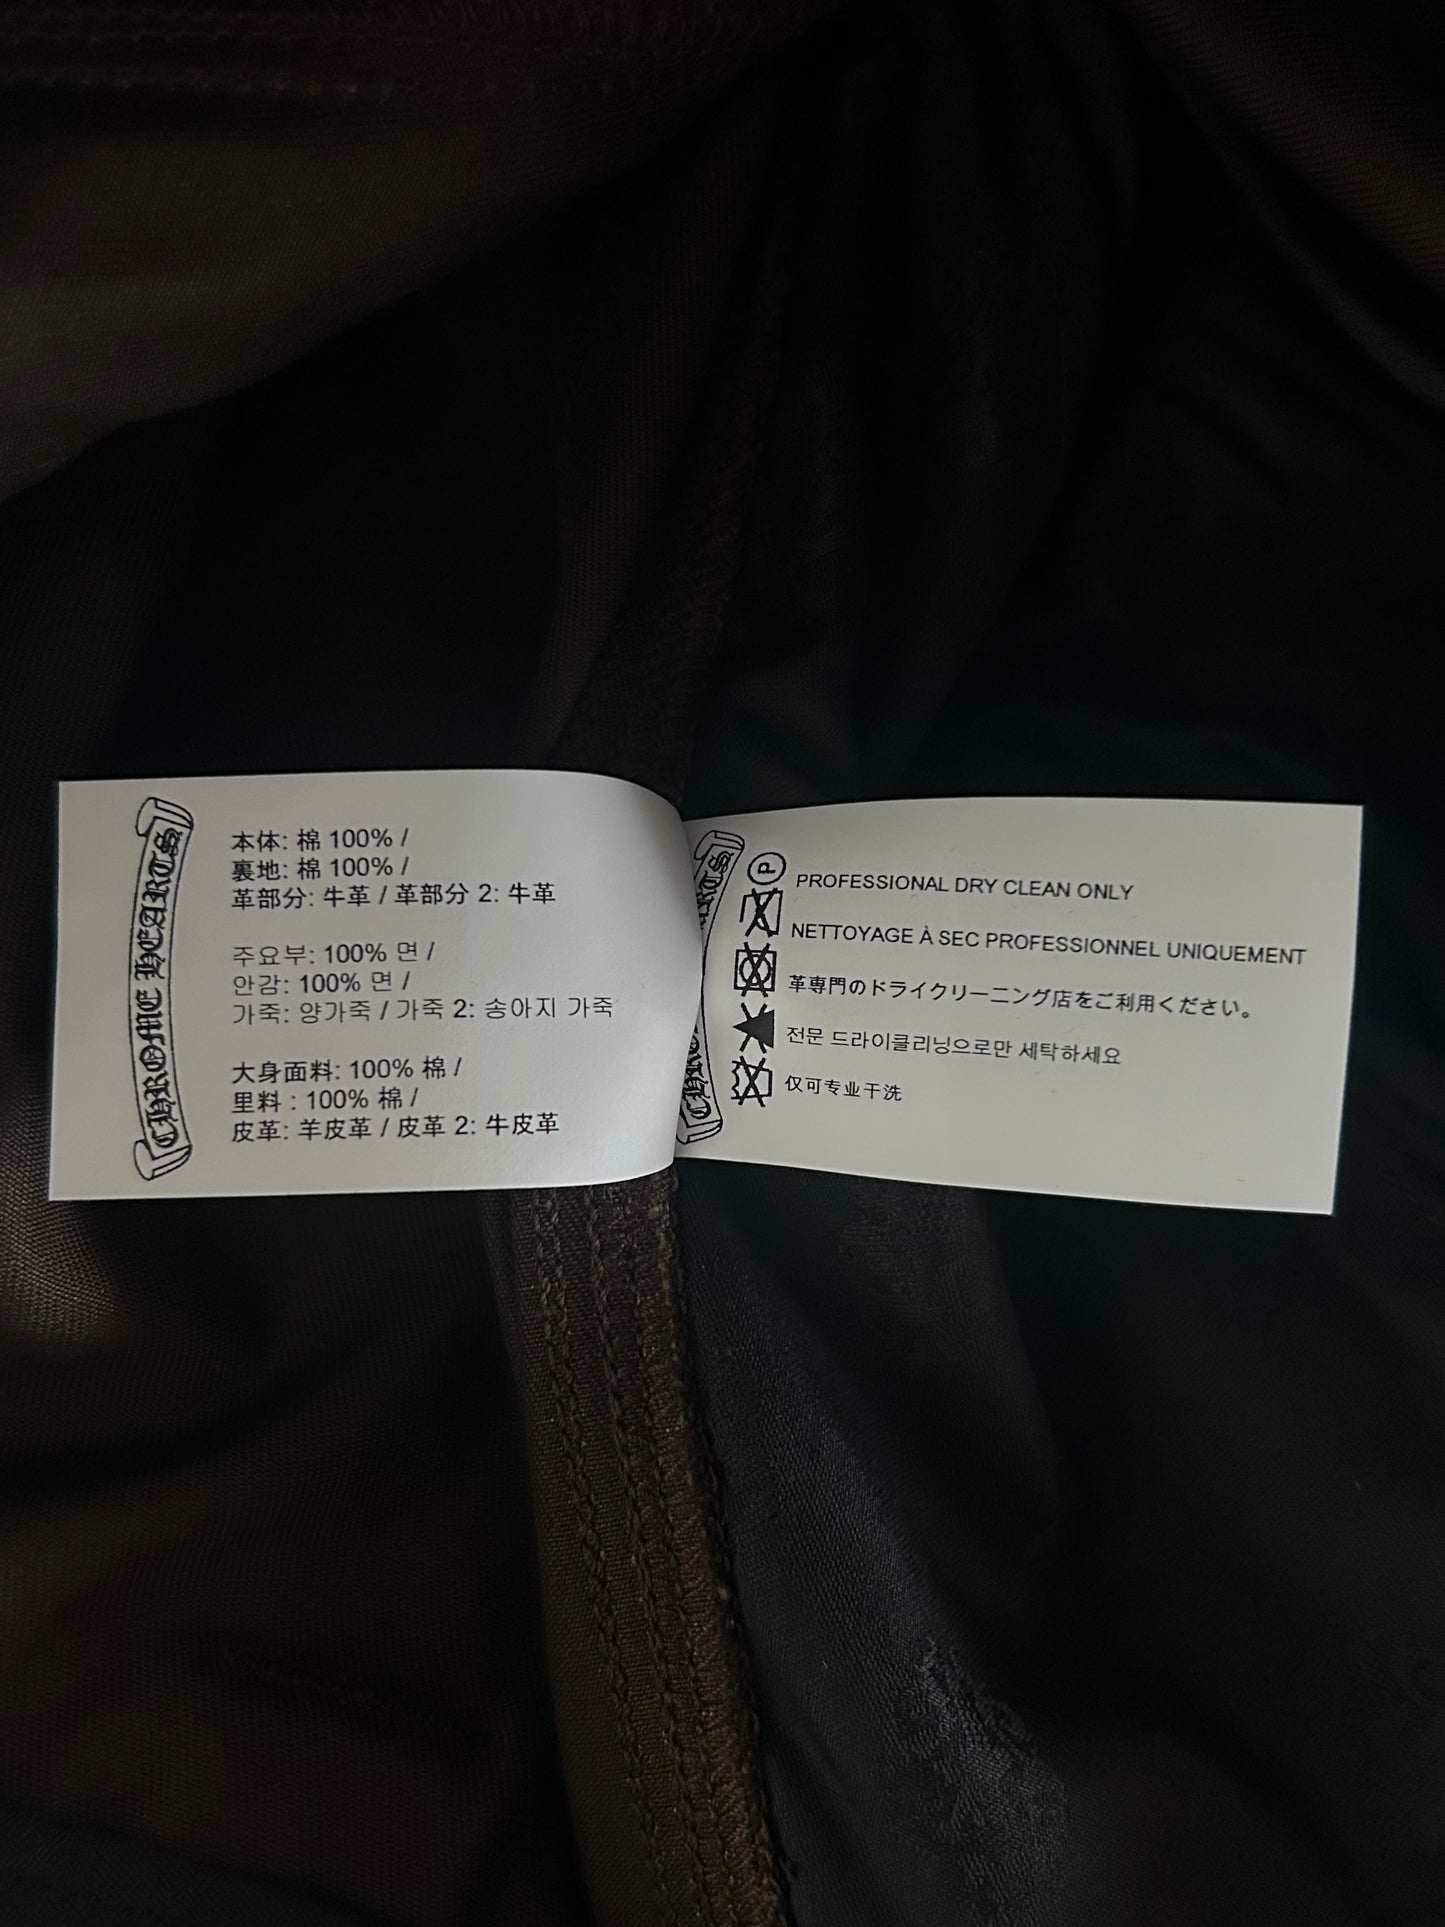 CHROME HEARTS
本体: 棉 100% /
裏地: 棉 100% /
革部分: 牛革 / 革部分 2: 牛革
주요부: 100% 면 /
안감: 100% 면 /
가죽: 양가죽 / 가죽 2: 송아지 가죽
大身面料: 100% 棉 /
里料 : 100% 棉 /
皮革: 羊皮革 / 皮革 2: 牛皮革
P
PROFESSIONAL DRY CLEAN ONLY
NETTOYAGE À SEC PROFESSIONNEL UNIQUEMENT
革専門のドライクリーニング店をご利用ください。
전문 드라이클리닝으로만 세탁하세요
仅可专业干洗